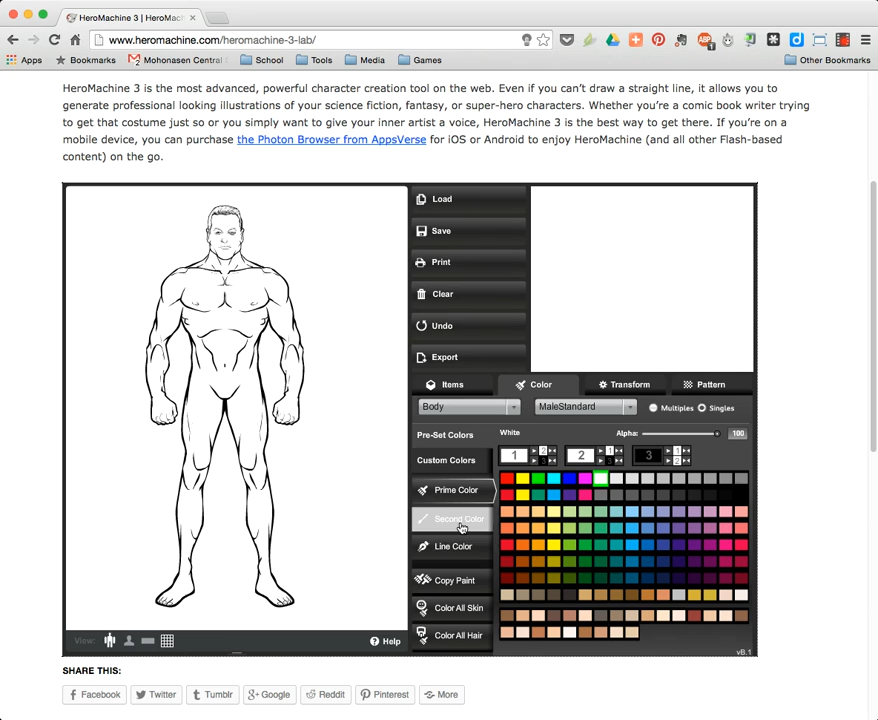 HeroMachine 3 | HeroMach
www.heromachine.com/heromachine-3-lab/
Apps Bookmarks Mohonasen Central School Tools Media Games Other Bookmarks
HeroMachine 3 is the most advanced, powerful character creation tool on the web. Even if you can't draw a straight line, it allows you to
generate professional looking illustrations of your science fiction, fantasy, or super-hero characters. Whether you're a comic book writer trying
to get that costume just so or you simply want to give your inner artist a voice, HeroMachine 3 is the best way to get there. If you're on a
mobile device, you can purchase the Photon Browser from AppsVerse for iOS or Android to enjoy HeroMachine (and all other Flash-based
content) on the go.
Load
Save
Print
Clear
Undo
Export
Items Color Transform Pattern
Body MaleStandard Multiples Singles
Pre-Set Colors White Alpha: 100
Custom Colors 1 2 3 2 1 3 3 1 2
Prime Color
Second Color
Line Color
Copy Paint
Color All Skin
Color All Hair
View: Help
vB.1
SHARE THIS:
Facebook Twitter Tumblr Google Reddit Pinterest More